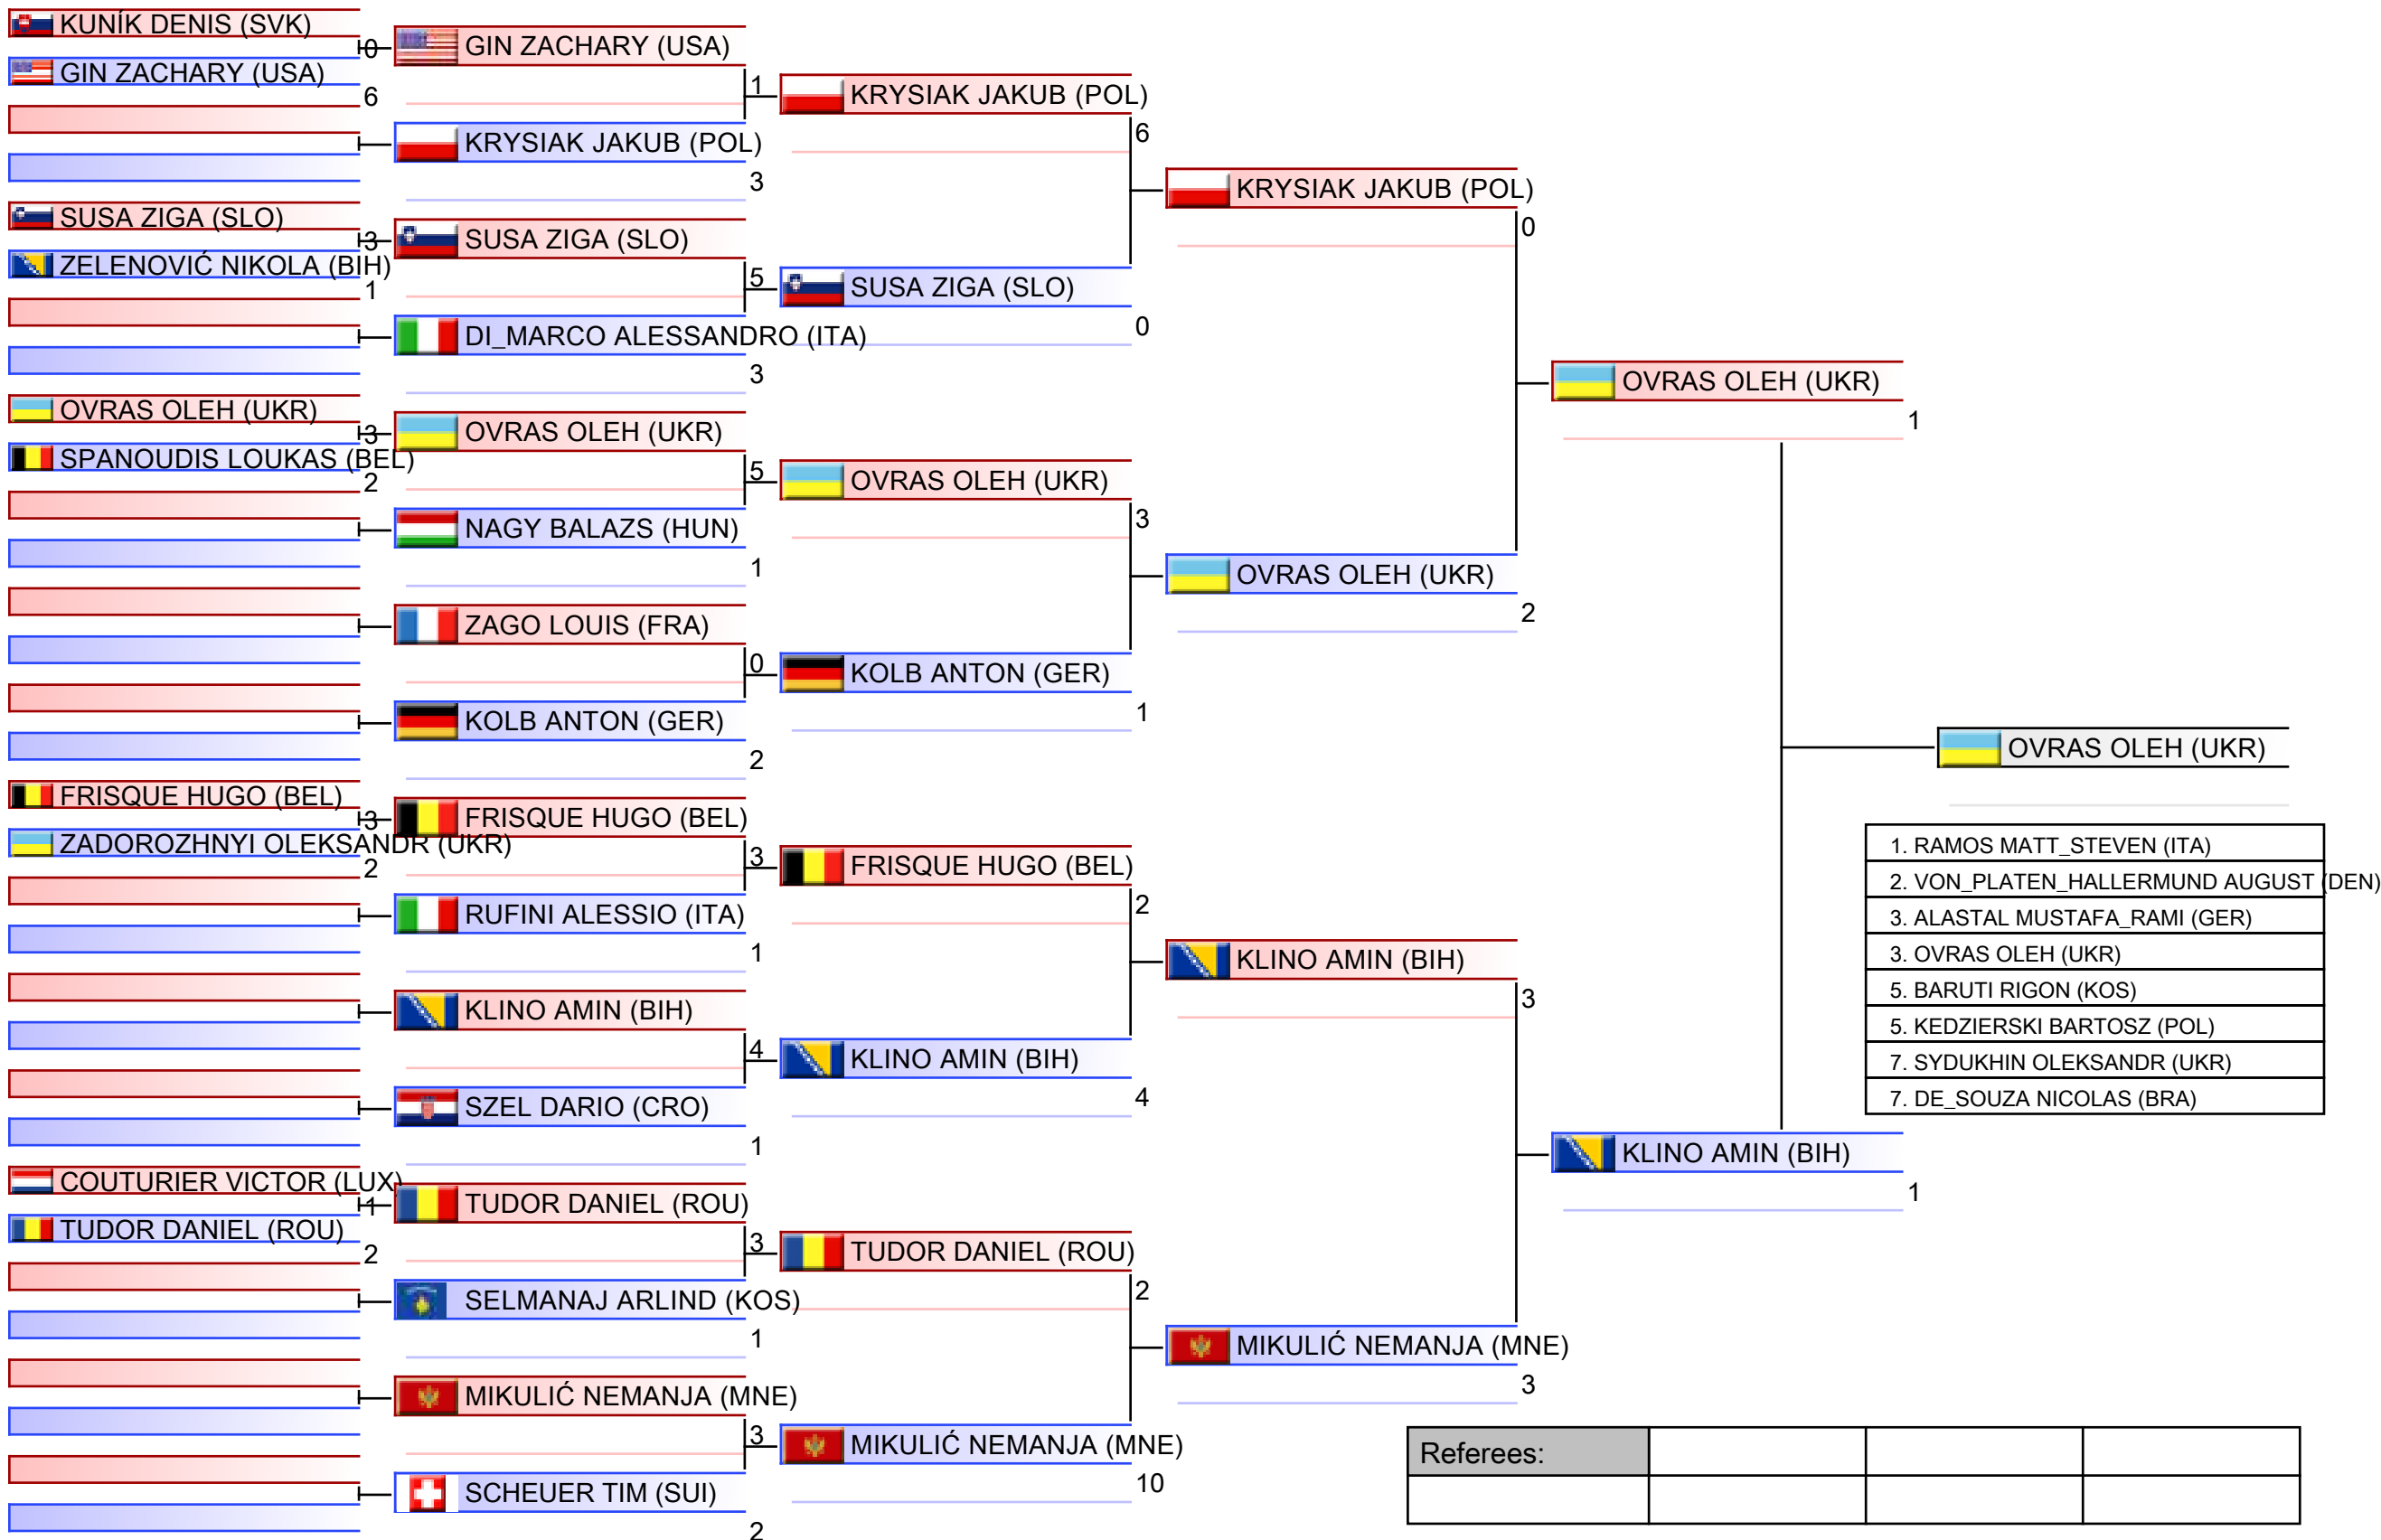 KUNÍK DENIS (SVK)
0
GIN ZACHARY (USA)
6
SUSA ZIGA (SLO)
3
ZELENOVIĆ NIKOLA (BIH)
1
OVRAS OLEH (UKR)
3
SPANOUDIS LOUKAS (BEL)
2
FRISQUE HUGO (BEL)
3
ZADOROZHNYI OLEKSANDR (UKR)
2
COUTURIER VICTOR (LUX)
1
TUDOR DANIEL (ROU)
2
GIN ZACHARY (USA)
1
KRYSIAK JAKUB (POL)
3
SUSA ZIGA (SLO)
5
DI_MARCO ALESSANDRO (ITA)
3
OVRAS OLEH (UKR)
5
NAGY BALAZS (HUN)
1
ZAGO LOUIS (FRA)
0
KOLB ANTON (GER)
2
FRISQUE HUGO (BEL)
3
RUFINI ALESSIO (ITA)
1
KLINO AMIN (BIH)
4
SZEL DARIO (CRO)
1
TUDOR DANIEL (ROU)
3
SELMANAJ ARLIND (KOS)
1
MIKULIĆ NEMANJA (MNE)
3
SCHEUER TIM (SUI)
2
KRYSIAK JAKUB (POL)
6
SUSA ZIGA (SLO)
0
OVRAS OLEH (UKR)
3
KOLB ANTON (GER)
1
FRISQUE HUGO (BEL)
2
KLINO AMIN (BIH)
4
TUDOR DANIEL (ROU)
2
MIKULIĆ NEMANJA (MNE)
10
KRYSIAK JAKUB (POL)
0
OVRAS OLEH (UKR)
2
KLINO AMIN (BIH)
3
MIKULIĆ NEMANJA (MNE)
3
OVRAS OLEH (UKR)
1
KLINO AMIN (BIH)
1
OVRAS OLEH (UKR)
1. RAMOS MATT_STEVEN (ITA)
2. VON_PLATEN_HALLERMUND AUGUST (DEN)
3. ALASTAL MUSTAFA_RAMI (GER)
3. OVRAS OLEH (UKR)
5. BARUTI RIGON (KOS)
5. KEDZIERSKI BARTOSZ (POL)
7. SYDUKHIN OLEKSANDR (UKR)
7. DE_SOUZA NICOLAS (BRA)
Referees: